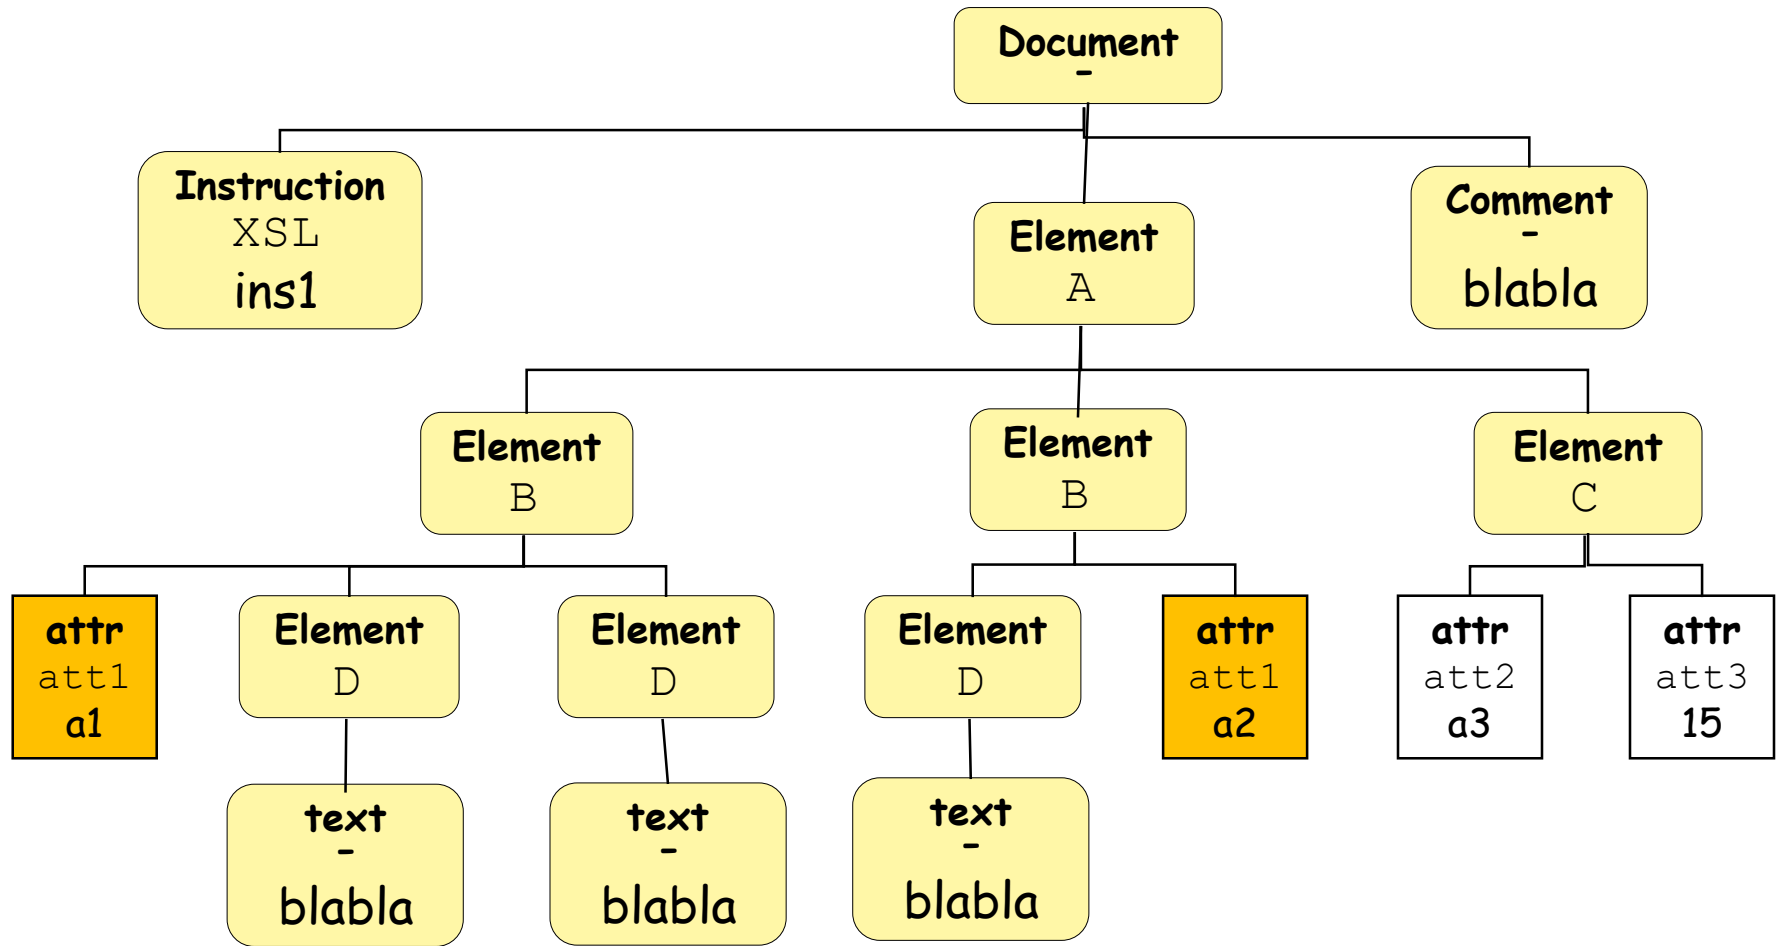 Document
-
Instruction
XSL
ins1
Element
A
Comment
-
blabla
Element
B
Element
B
Element
C
attr
att1
a1
Element
D
Element
D
Element
D
attr
att1
a2
attr
att2
a3
attr
att3
15
text
-
blabla
text
-
blabla
text
-
blabla